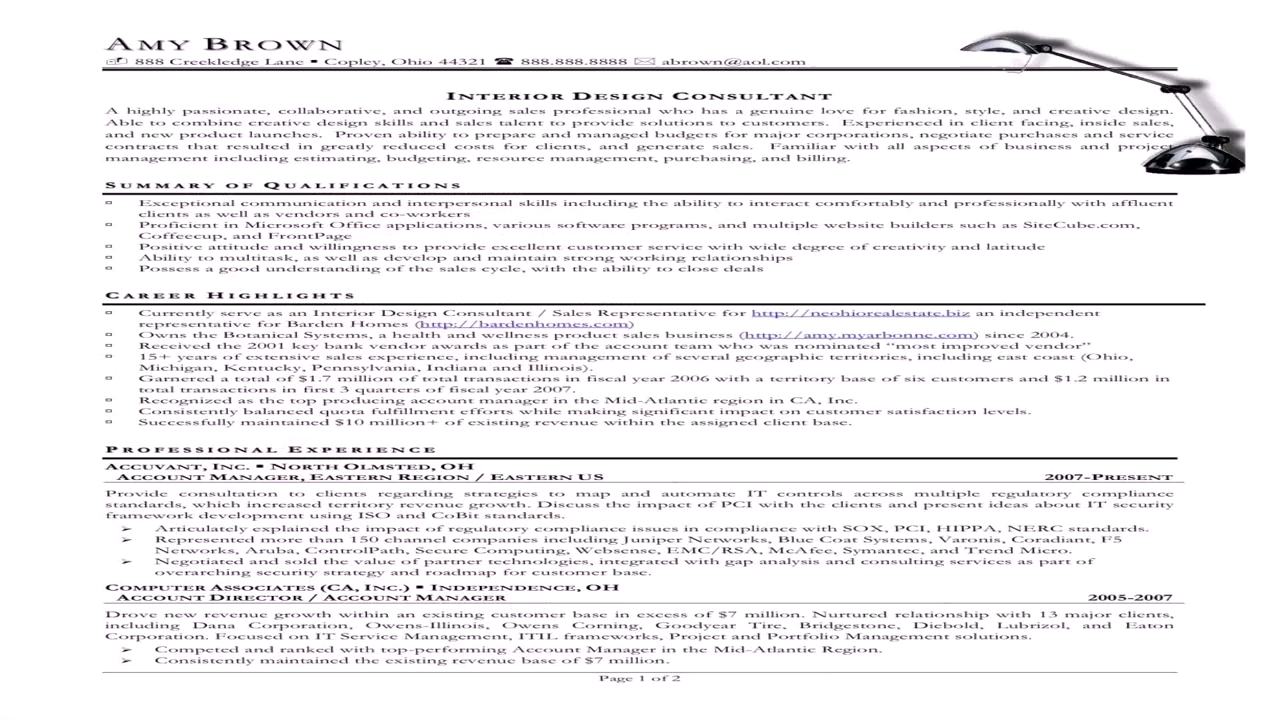 AMY BROWN
888 Creekledge Lane ▪ Copley, Ohio 44321 ☎ 888.888.8888 ✉ abrown@aol.com
INTERIOR DESIGN CONSULTANT
A highly passionate, collaborative, and outgoing sales professional who has a genuine love for fashion, style, and creative design.
Able to combine creative design skills and sales talent to provide solutions to customers. Experienced in client facing, inside sales,
and new product launches. Proven ability to prepare and managed budgets for major corporations, negotiate purchases and service
contracts that resulted in greatly reduced costs for clients, and generate sales. Familiar with all aspects of business and project
management including estimating, budgeting, resource management, purchasing, and billing.
SUMMARY OF QUALIFICATIONS
▫ Exceptional communication and interpersonal skills including the ability to interact comfortably and professionally with affluent
clients as well as vendors and co-workers
▫ Proficient in Microsoft Office applications, various software programs, and multiple website builders such as SiteCube.com,
Coffeecup, and FrontPage
▫ Positive attitude and willingness to provide excellent customer service with wide degree of creativity and latitude
▫ Ability to multitask, as well as develop and maintain strong working relationships
▫ Possess a good understanding of the sales cycle, with the ability to close deals
CAREER HIGHLIGHTS
▫ Currently serve as an Interior Design Consultant / Sales Representative for http://neohiorealestate.biz an independent
representative for Barden Homes (http://bardenhomes.com)
▫ Owns the Botanical Systems, a health and wellness product sales business (http://amy.myarbonne.com) since 2004.
▫ Received the 2001 key bank vendor awards as part of the account team who was nominated “most improved vendor”
▫ 15+ years of extensive sales experience, including management of several geographic territories, including east coast (Ohio,
Michigan, Kentucky, Pennsylvania, Indiana and Illinois).
▫ Garnered a total of $1.7 million of total transactions in fiscal year 2006 with a territory base of six customers and $1.2 million in
total transactions in first 3 quarters of fiscal year 2007.
▫ Recognized as the top producing account manager in the Mid-Atlantic region in CA, Inc.
▫ Consistently balanced quota fulfillment efforts while making significant impact on customer satisfaction levels.
▫ Successfully maintained $10 million+ of existing revenue within the assigned client base.
PROFESSIONAL EXPERIENCE
ACCUVANT, INC. ▪ NORTH OLMSTED, OH
ACCOUNT MANAGER, EASTERN REGION / EASTERN US 2007-PRESENT
Provide consultation to clients regarding strategies to map and automate IT controls across multiple regulatory compliance
standards, which increased territory revenue growth. Discuss the impact of PCI with the clients and present ideas about IT security
framework development using ISO and CoBit standards.
➢ Articulately explained the impact of regulatory compliance issues in compliance with SOX, PCI, HIPPA, NERC standards.
➢ Represented more than 150 channel companies including Juniper Networks, Blue Coat Systems, Varonis, Coradiant, F5
Networks, Aruba, ControlPath, Secure Computing, Websense, EMC/RSA, McAfee, Symantec, and Trend Micro.
➢ Negotiated and sold the value of partner technologies, integrated with gap analysis and consulting services as part of
overarching security strategy and roadmap for customer base.
COMPUTER ASSOCIATES (CA, INC.) ▪ INDEPENDENCE, OH
ACCOUNT DIRECTOR / ACCOUNT MANAGER 2005-2007
Drove new revenue growth within an existing customer base in excess of $7 million. Nurtured relationship with 13 major clients,
including Dana Corporation, Owens-Illinois, Owens Corning, Goodyear Tire, Bridgestone, Diebold, Lubrizol, and Eaton
Corporation. Focused on IT Service Management, ITIL frameworks, Project and Portfolio Management solutions.
➢ Competed and ranked with top-performing Account Manager in the Mid-Atlantic Region.
➢ Consistently maintained the existing revenue base of $7 million.
Page 1 of 2